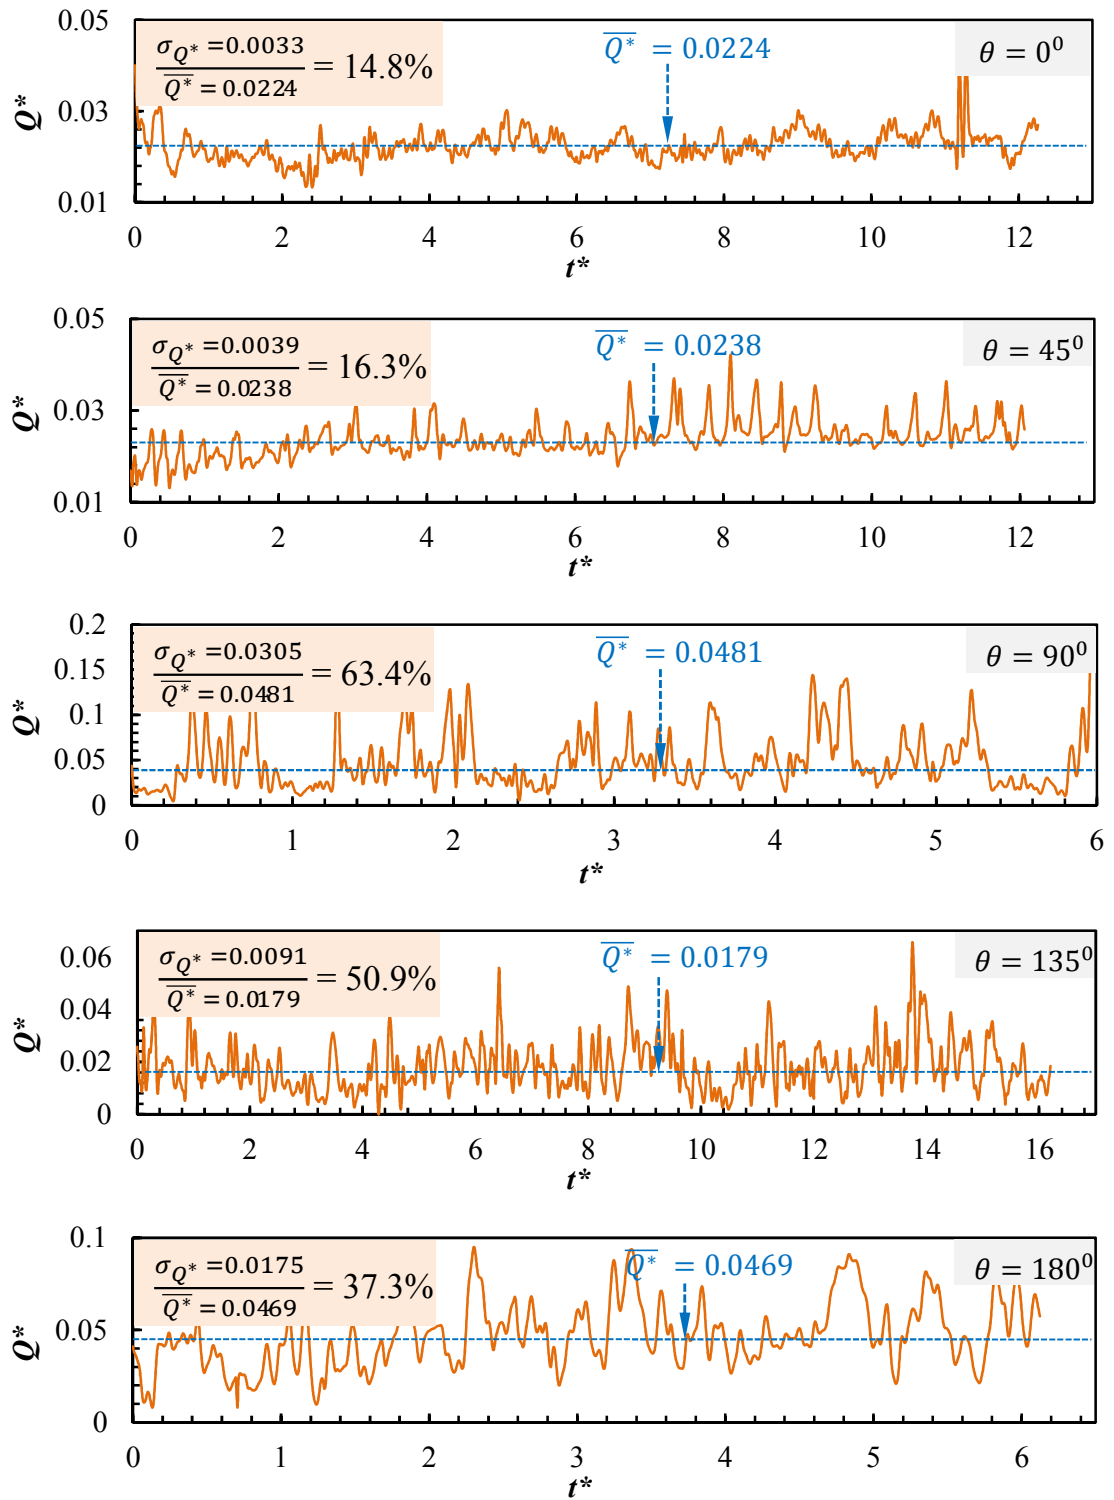 0.05
σ_Q* =0.0033
Q̅*̅ = 0.0224
= 14.8%
Q̅*̅ = 0.0224
θ = 0⁰
Q*
0.03
0.01
0 2 4 6 8 10 12
t*
0.05
σ_Q* =0.0039
Q̅*̅ = 0.0238
= 16.3%
Q̅*̅ = 0.0238
θ = 45⁰
Q*
0.03
0.01
0 2 4 6 8 10 12
t*
0.2
σ_Q* =0.0305
Q̅*̅ = 0.0481
= 63.4%
Q̅*̅ = 0.0481
θ = 90⁰
0.15
Q*
0.1
0.05
0
0 1 2 3 4 5 6
t*
0.06
σ_Q* =0.0091
Q̅*̅ = 0.0179
= 50.9%
Q̅*̅ = 0.0179
θ = 135⁰
Q*
0.04
0.02
0
0 2 4 6 8 10 12 14 16
t*
0.1
σ_Q* =0.0175
Q̅*̅ = 0.0469
= 37.3%
Q̅*̅ = 0.0469
θ = 180⁰
Q*
0.05
0
0 1 2 3 4 5 6
t*